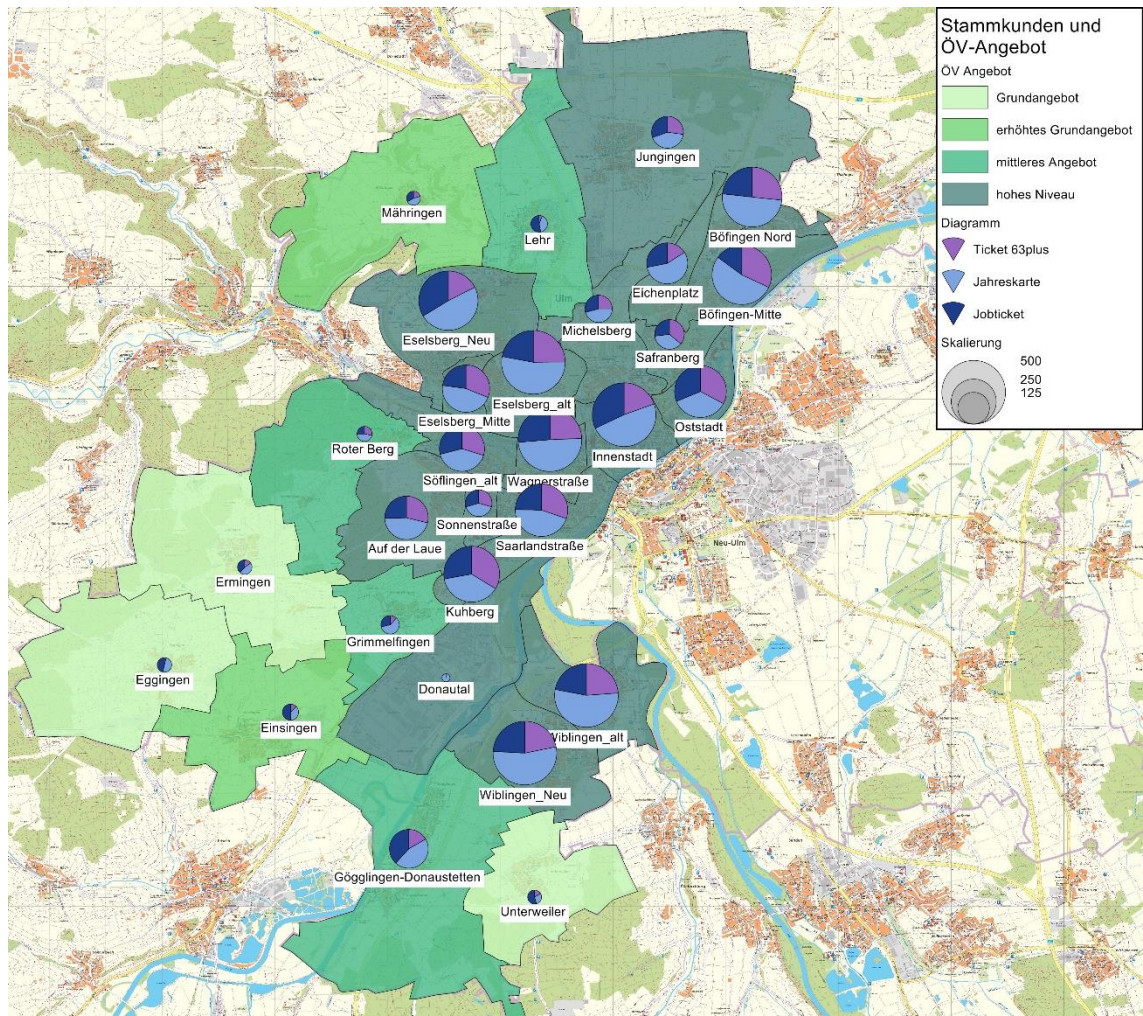 Stammkunden und
ÖV-Angebot
ÖV Angebot
Grundangebot
erhöhtes Grundangebot
mittleres Angebot
hohes Niveau
Diagramm
Ticket 63plus
Jahreskarte
Jobticket
Skalierung
500
250
125
Jungingen
Mähringen
Lehr
Böfingen Nord
Eichenplatz
Böfingen-Mitte
Ulm
Michelsberg
Eselsberg_Neu
Safranberg
Eselsberg_alt
Eselsberg_Mitte
Oststadt
Roter Berg
Innenstadt
Söflingen_alt
Wagnerstraße
Sonnenstraße
Auf der Laue
Saarlandstraße
Neu-Ulm
Ermingen
Kuhberg
Grimmelfingen
Eggingen
Donautal
Einsingen
Wiblingen_alt
Wiblingen_Neu
Gögglingen-Donaustetten
Unterweiler